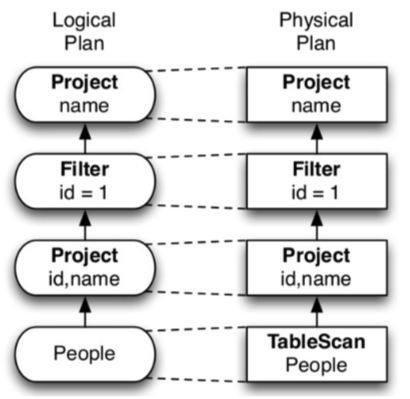 Logical
Plan
Physical
Plan
Project
name
Project
name
Filter
id = 1
Filter
id = 1
Project
id,name
Project
id,name
People
TableScan
People